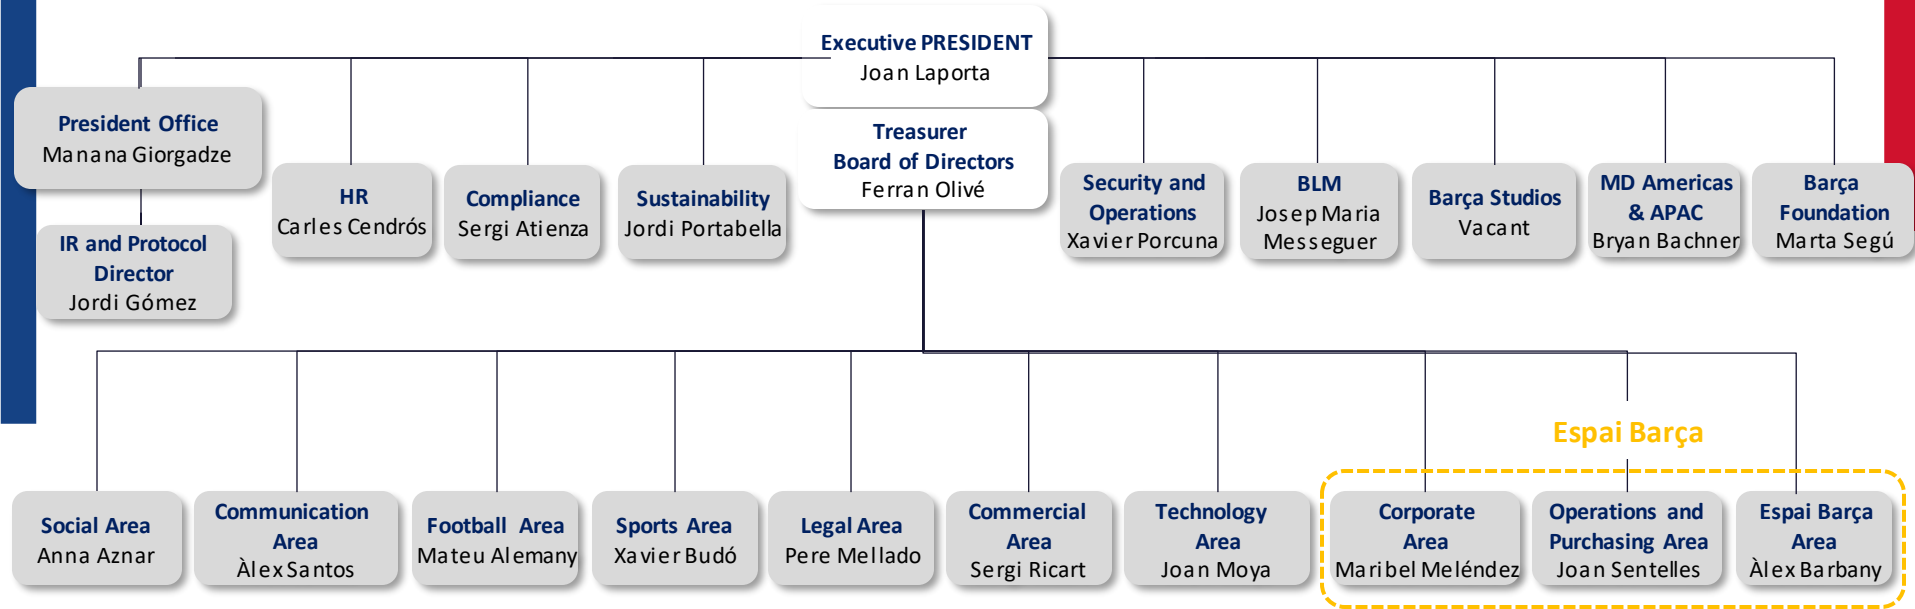 Executive PRESIDENT
Joan Laporta
President Office
Manana Giorgadze
Treasurer
Board of Directors
Ferran Olivé
IR and Protocol
Director
Jordi Gómez
HR
Carles Cendrós
Compliance
Sergi Atienza
Sustainability
Jordi Portabella
Security and
Operations
Xavier Porcuna
BLM
Josep Maria
Messeguer
Barça Studios
Vacant
MD Americas
& APAC
Bryan Bachner
Barça
Foundation
Marta Segú
Espai Barça
Social Area
Anna Aznar
Communication
Area
Àlex Santos
Football Area
Mateu Alemany
Sports Area
Xavier Budó
Legal Area
Pere Mellado
Commercial
Area
Sergi Ricart
Technology
Area
Joan Moya
Corporate
Area
Maribel Meléndez
Operations and
Purchasing Area
Joan Sentelles
Espai Barça
Area
Àlex Barbany